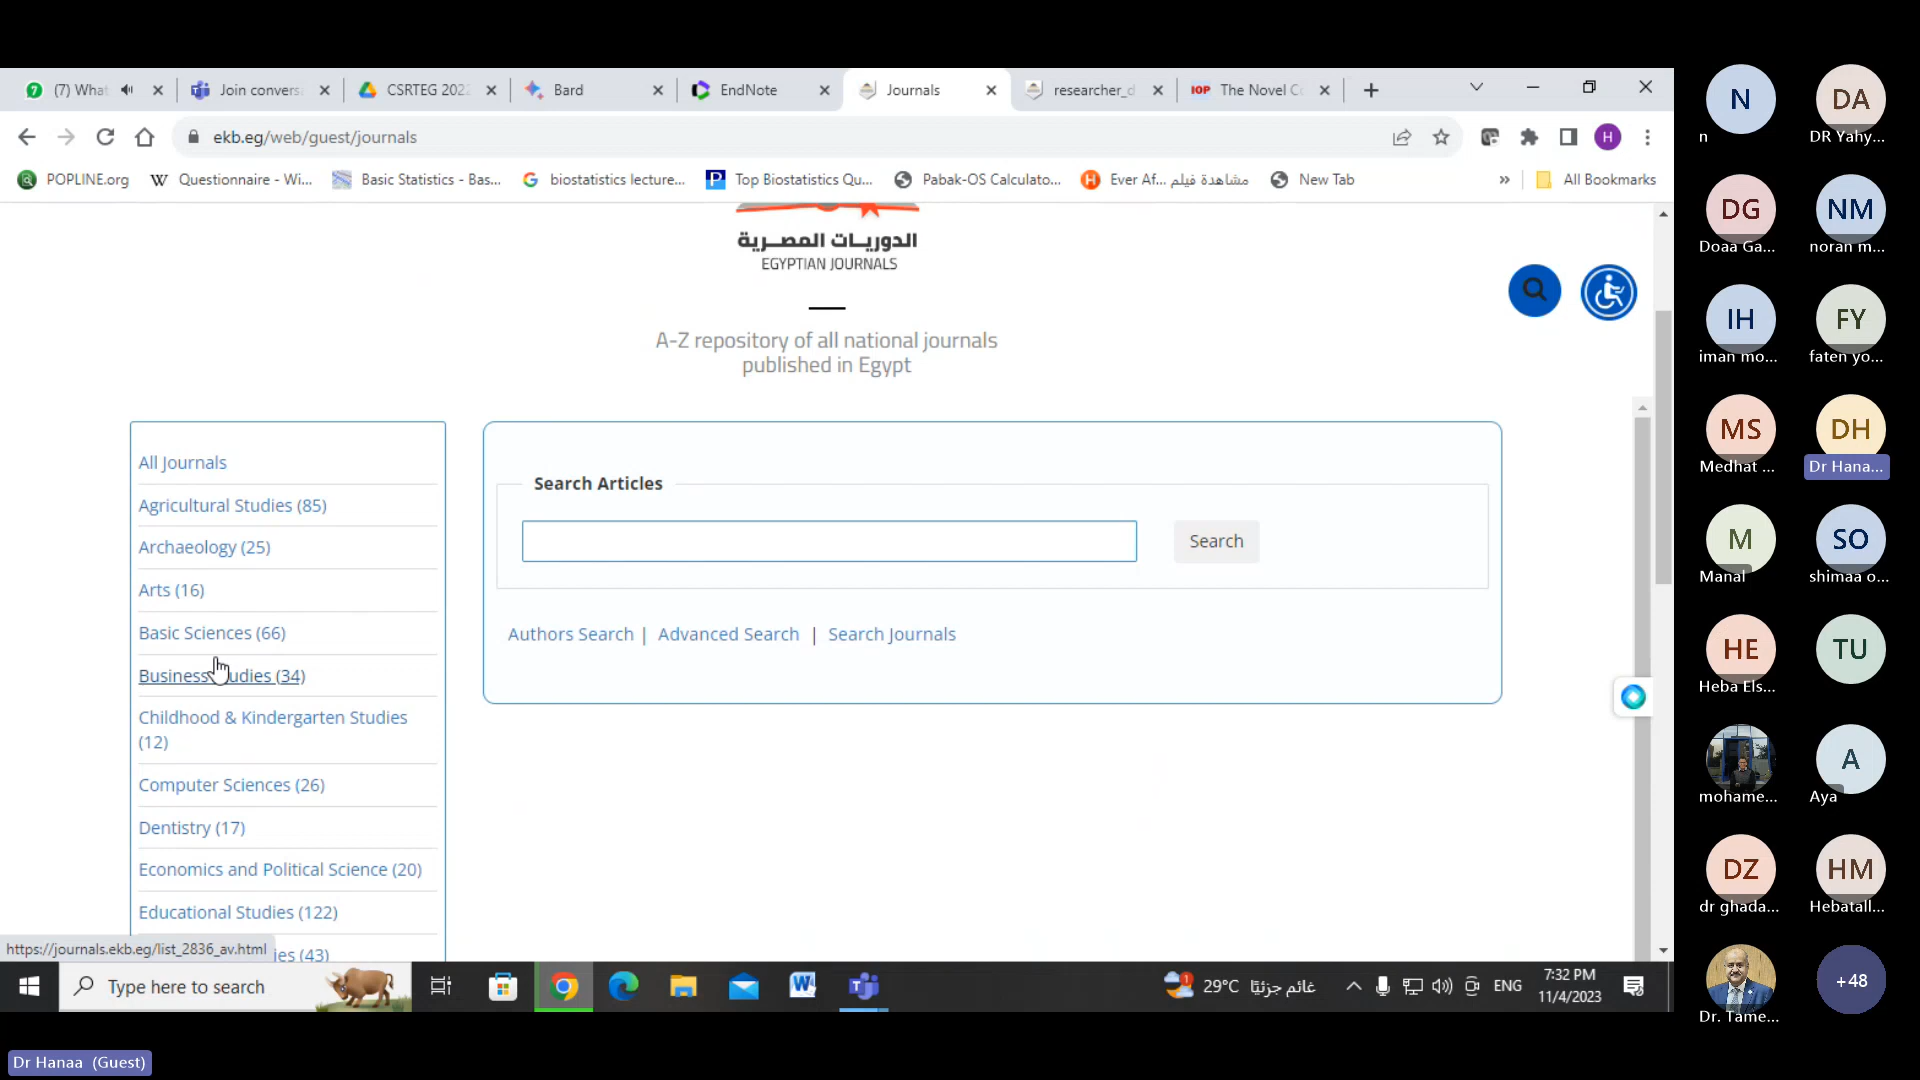 (7) What
Join convers
CSRTEG 202
Bard
EndNote
Journals
researcher_d
IOP The Novel Co
ekb.eg/web/guest/journals
H
POPLINE.org
W Questionnaire - Wi...
Basic Statistics - Bas...
biostatistics lecture...
Top Biostatistics Qu...
Pabak-OS Calculato...
Ever Af... مشاهدة فيلم
New Tab
»
All Bookmarks
الدوريات المصرية
EGYPTIAN JOURNALS
A-Z repository of all national journals
published in Egypt
All Journals
Agricultural Studies (85)
Archaeology (25)
Arts (16)
Basic Sciences (66)
Business Studies (34)
Childhood & Kindergarten Studies
(12)
Computer Sciences (26)
Dentistry (17)
Economics and Political Science (20)
Educational Studies (122)
ies (43)
Search Articles
Search
Authors Search | Advanced Search | Search Journals
https://journals.ekb.eg/list_2836_av.html
Type here to search
29°C غائم جزئيًا
ENG
7:32 PM
11/4/2023
N
n
DA
DR Yahy...
DG
Doaa Ga...
NM
noran m...
IH
iman mo...
FY
faten yo...
MS
Medhat ...
DH
Dr Hana...
M
Manal
SO
shimaa o...
HE
Heba Els...
TU
mohame...
A
Aya
DZ
dr ghada...
HM
Hebatall...
Dr. Tame...
+48
Dr Hanaa (Guest)